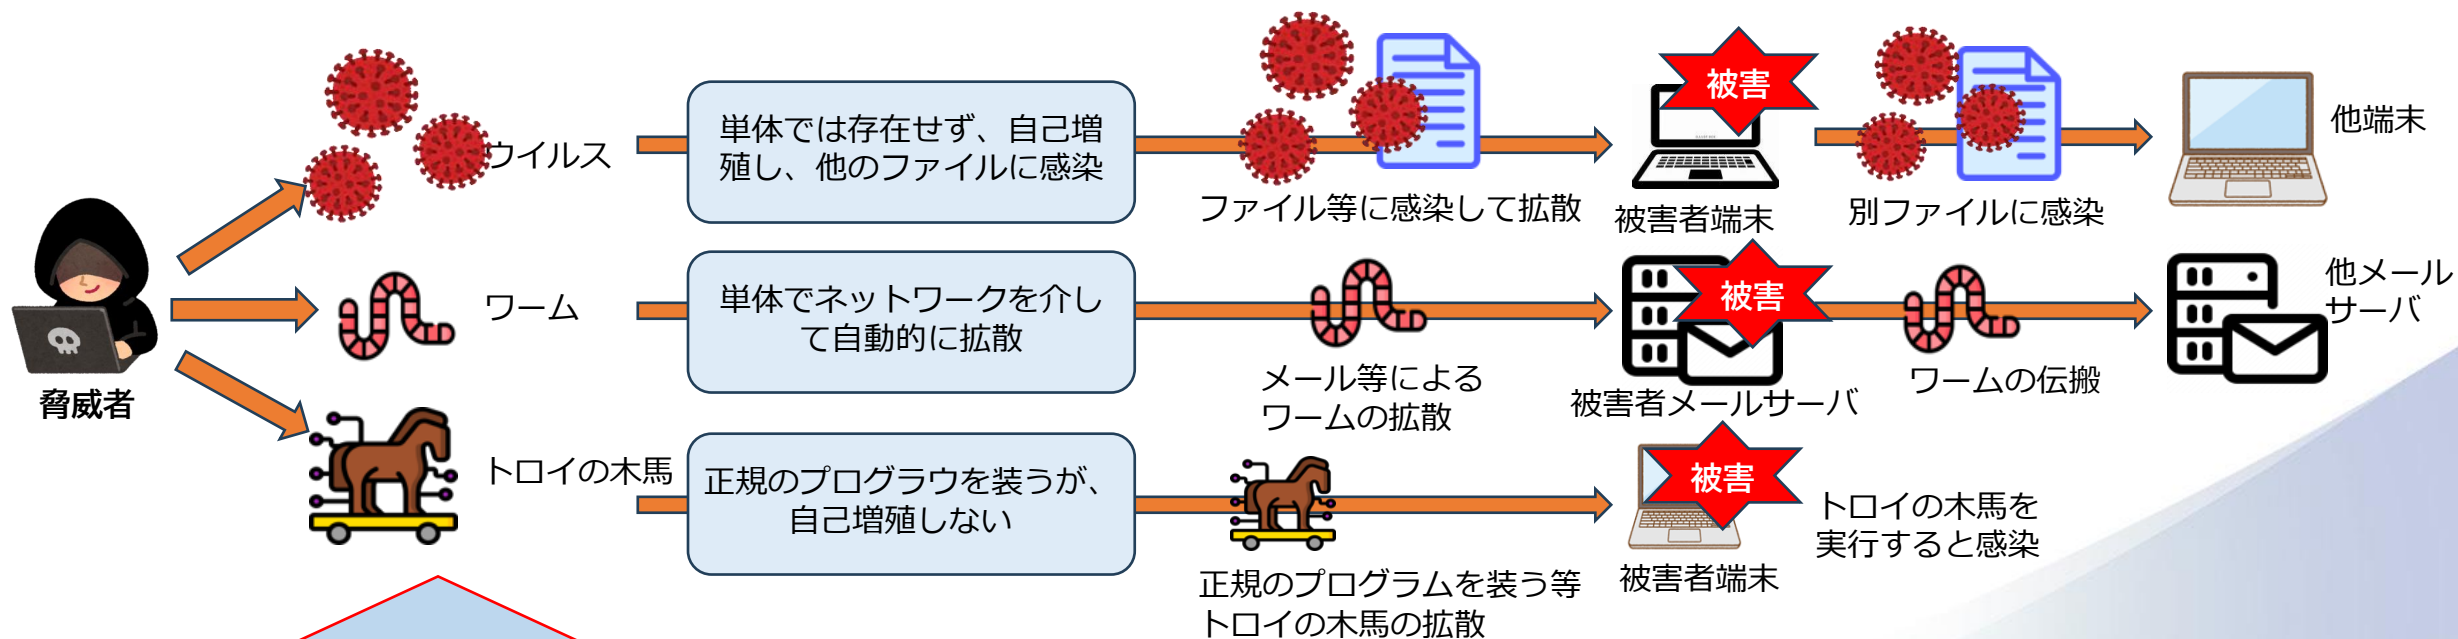 脅威者
ウイルス
単体では存在せず、自己増
殖し、他のファイルに感染
ファイル等に感染して拡散
被害
被害者端末
別ファイルに感染
他端末
ワーム
単体でネットワークを介し
て自動的に拡散
メール等による
ワームの拡散
被害
被害者メールサーバ
ワームの伝搬
他メール
サーバ
トロイの木馬
正規のプログラウを装うが、
自己増殖しない
正規のプログラムを装う等
トロイの木馬の拡散
被害
被害者端末
トロイの木馬を
実行すると感染